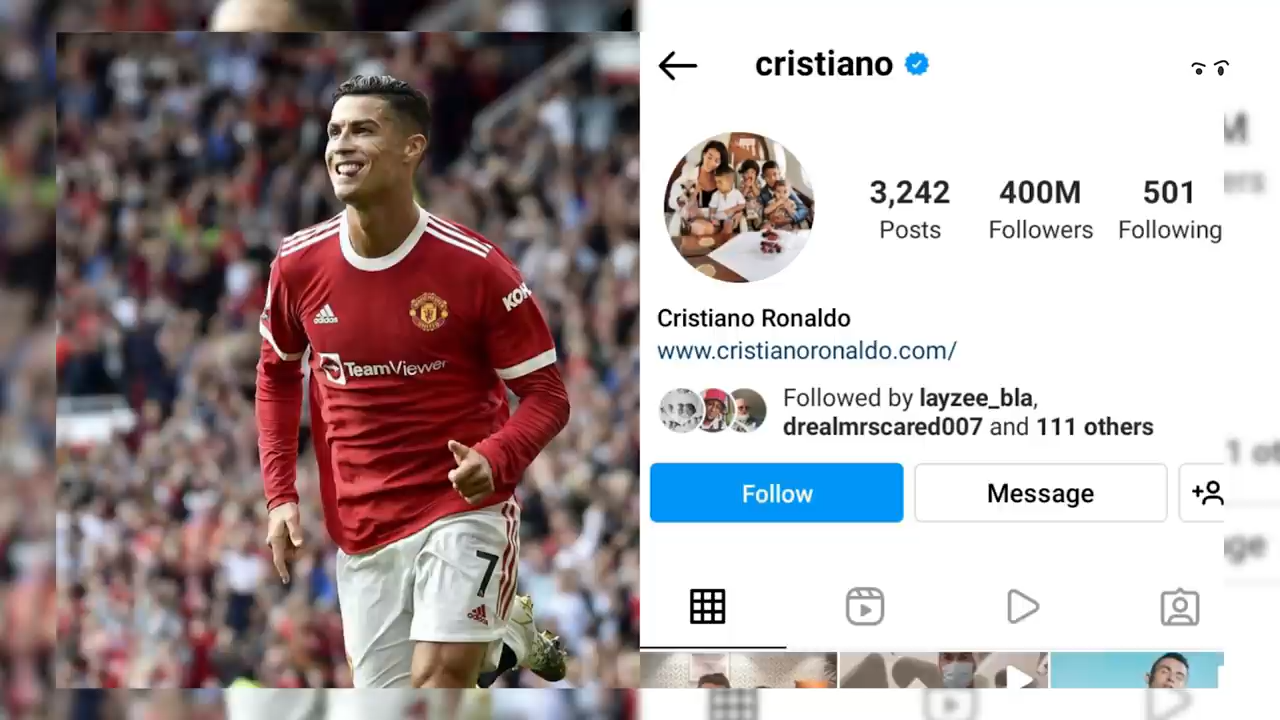 KOH
adidas
TeamViewer
7
cristiano
3,242
400M
501
Posts
Followers
Following
Cristiano Ronaldo
www.cristianoronaldo.com/
Followed by layzee_bla,
drealmrscared007 and 111 others
Follow
Message